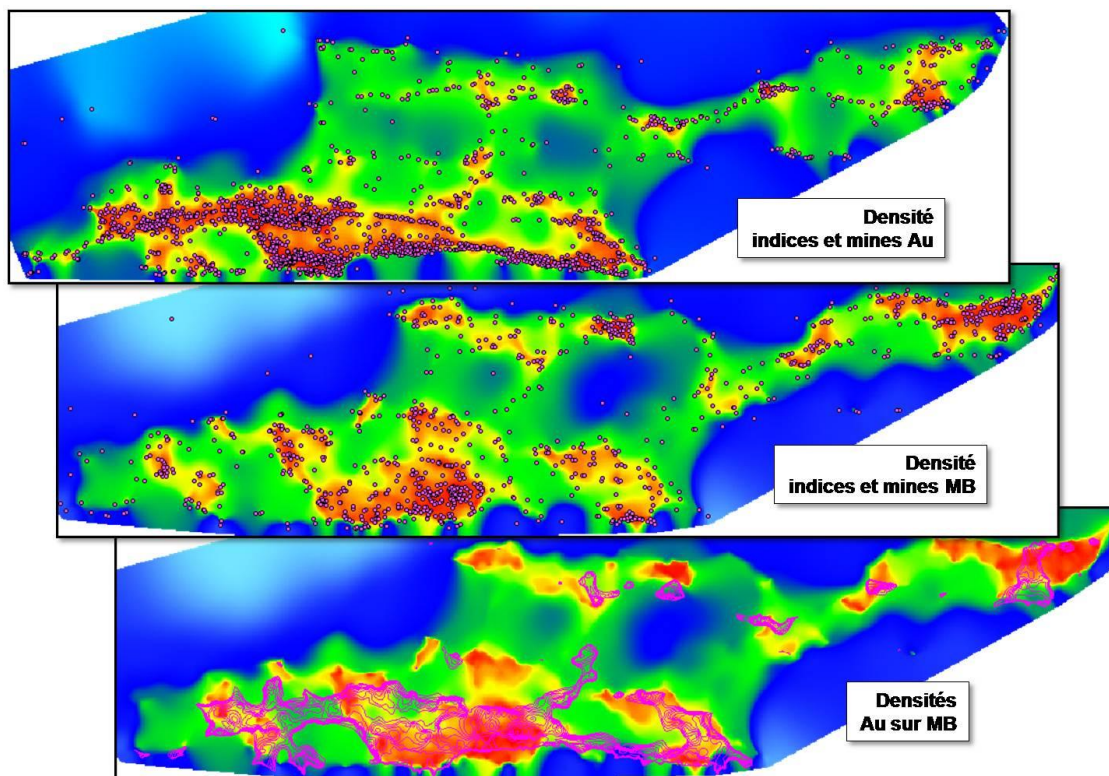 Densité
indices et mines Au
Densité
indices et mines MB
Densités
Au sur MB